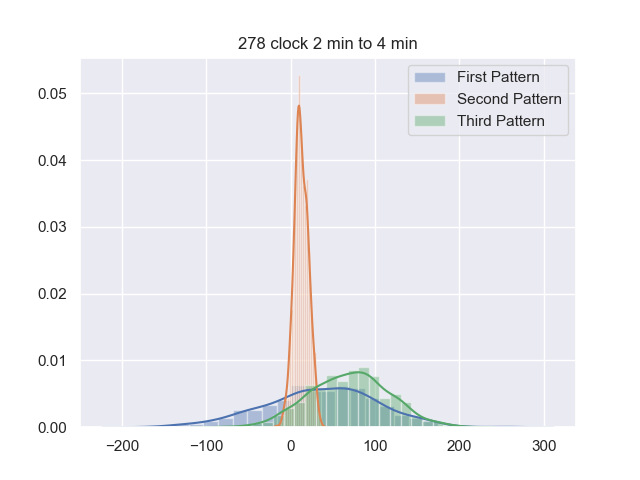 278 clock 2 min to 4 min
First Pattern
Second Pattern
Third Pattern
0.05
0.04
0.03
0.02
0.01
0.00
−200 −100 0 100 200 300